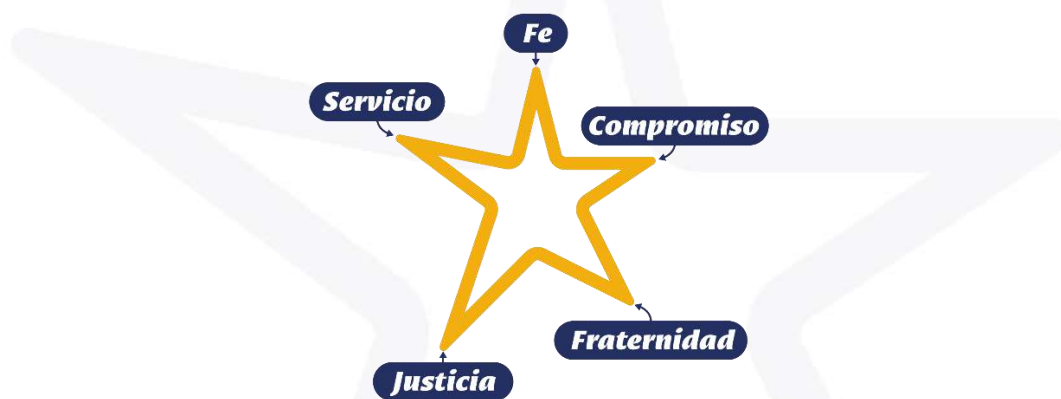 Fe
Servicio
Compromiso
Fraternidad
Justicia